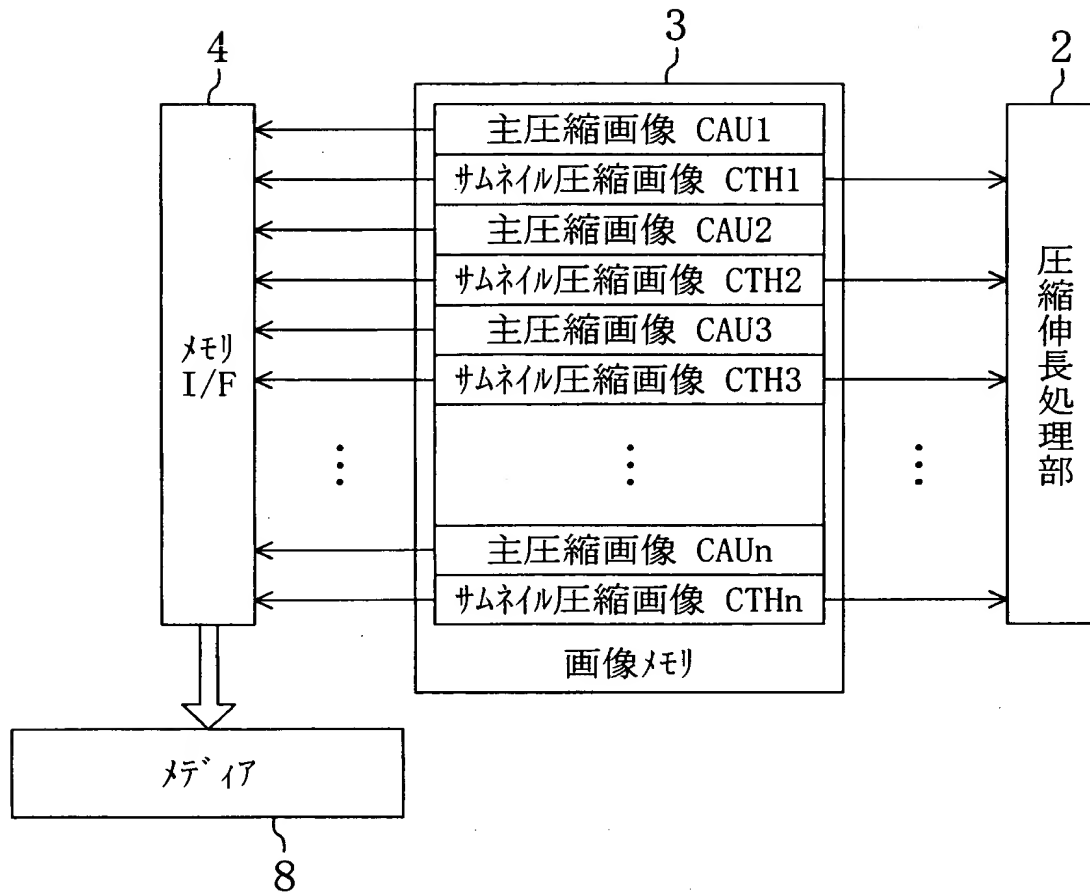 3
4
2
主圧縮画像 CAU1
サムネイル圧縮画像 CTH1
主圧縮画像 CAU2
サムネイル圧縮画像 CTH2
主圧縮画像 CAU3
サムネイル圧縮画像 CTH3
主圧縮画像 CAUn
サムネイル圧縮画像 CTHn
画像メモリ
メモリ
I/F
圧縮伸長処理部
メディア
8